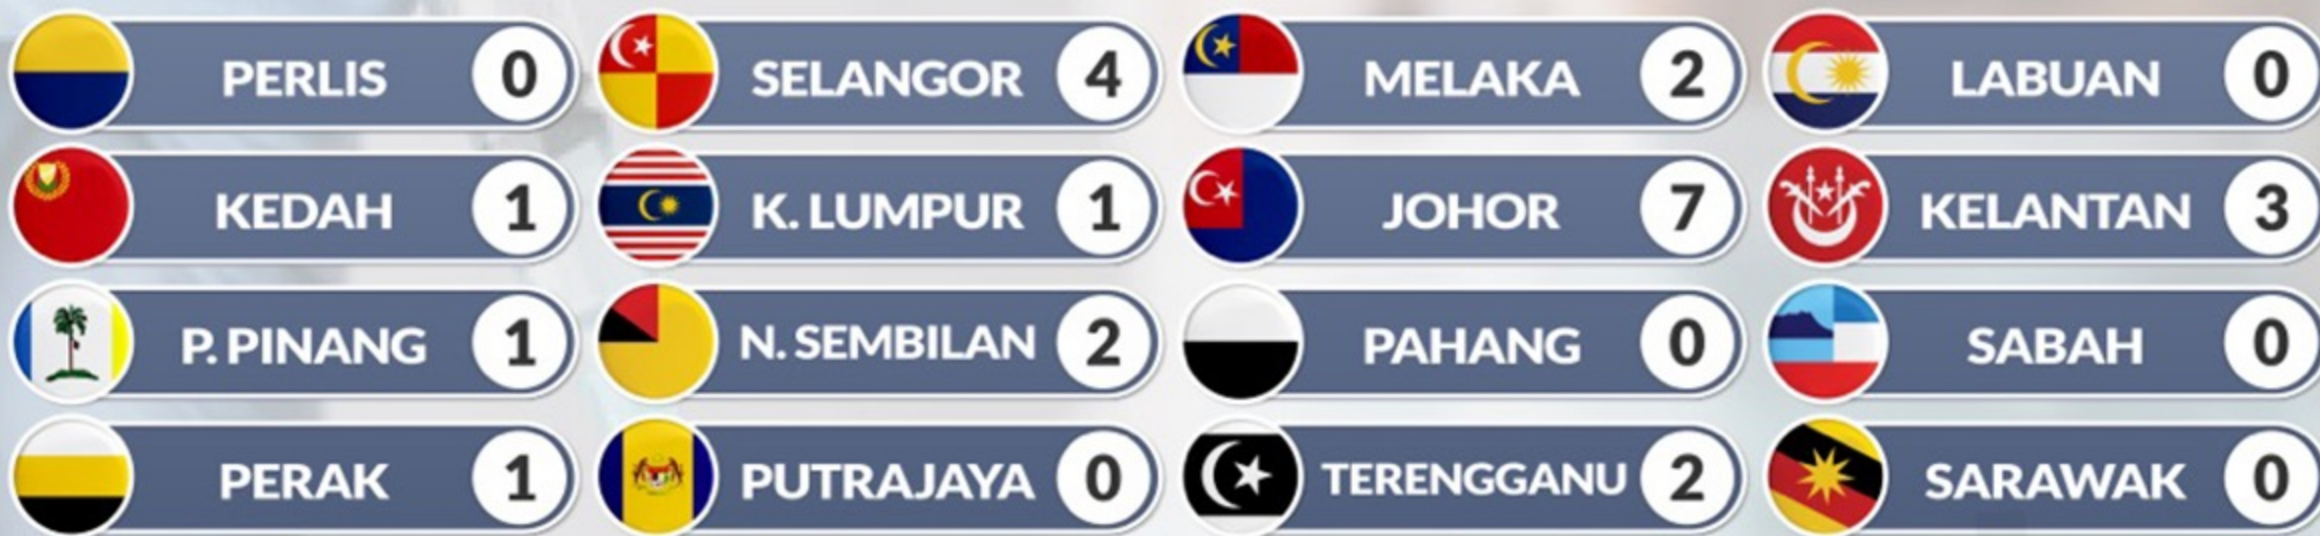 PERLIS 0
SELANGOR 4
MELAKA 2
LABUAN 0
KEDAH 1
K. LUMPUR 1
JOHOR 7
KELANTAN 3
P. PINANG 1
N. SEMBILAN 2
PAHANG 0
SABAH 0
PERAK 1
PUTRAJAYA 0
TERENGGANU 2
SARAWAK 0